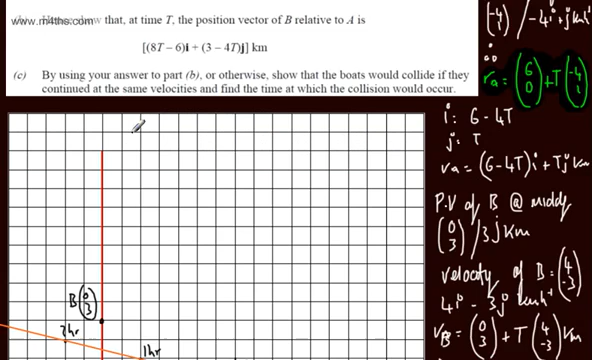 www.m4ths.com show that, at time T, the position vector of B relative to A is
[(8T – 6)i + (3 – 4T)j] km
(c) By using your answer to part (b), or otherwise, show that the boats would collide if they
continued at the same velocities and find the time at which the collision would occur.
B (0 3)
2hr
1hr
(-4 1) / -4i + j kmh⁻¹
ra = (6 0) + T (-4 1)
i: 6 - 4T
j: T
ra = (6 - 4T)i + Tj km
P.V of B @ midday
(0 3) / 3j km
velocity of B = (4 -3)
4i - 3j kmh⁻¹
rB = (0 3) + T (4 -3) km